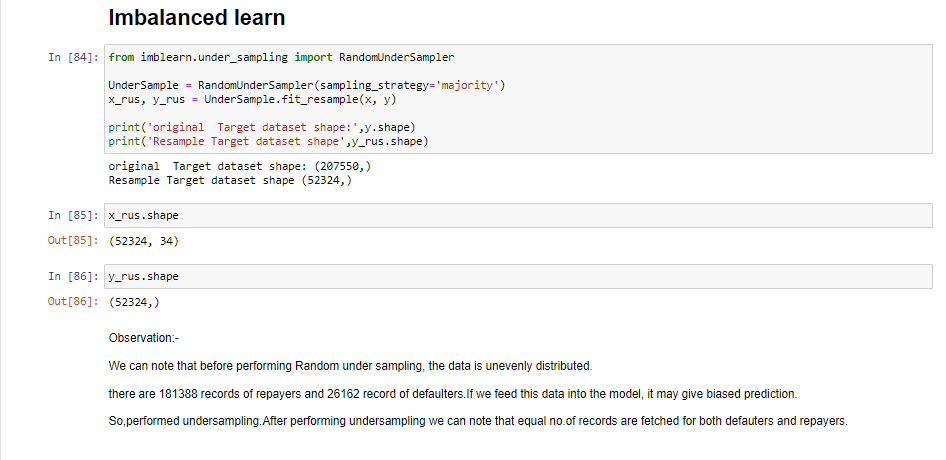 Imbalanced learn
In [84]: from imblearn.under_sampling import RandomUnderSampler
UnderSample = RandomUnderSampler(sampling_strategy='majority')
x_rus, y_rus = UnderSample.fit_resample(x, y)
print('original  Target dataset shape:',y.shape)
print('Resample Target dataset shape',y_rus.shape)
original  Target dataset shape: (207550,)
Resample Target dataset shape (52324,)
In [85]: x_rus.shape
Out[85]: (52324, 34)
In [86]: y_rus.shape
Out[86]: (52324,)
Observation:-
We can note that before performing Random under sampling, the data is unevenly distributed.
there are 181388 records of repayers and 26162 record of defaulters.If we feed this data into the model, it may give biased prediction.
So,performed undersampling.After performing undersampling we can note that equal no.of records are fetched for both defauters and repayers.